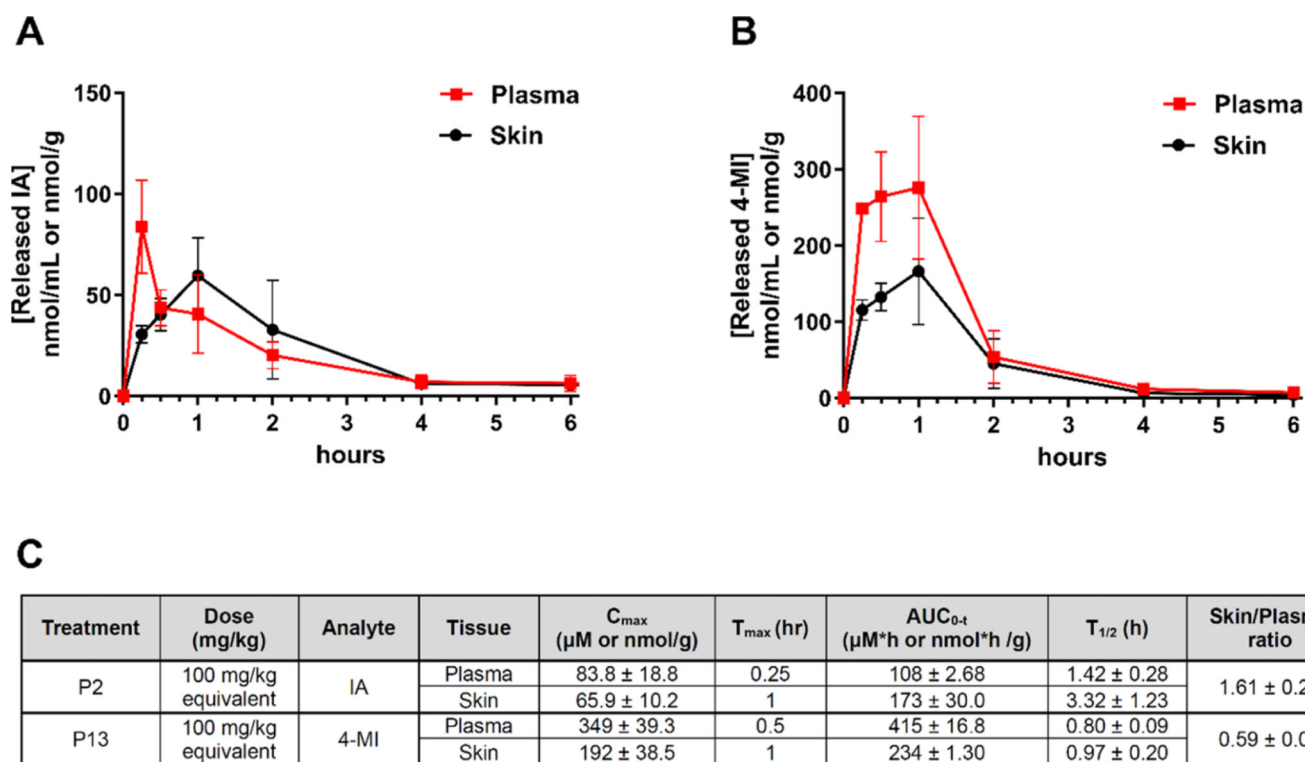 A
B
150
100
50
0
[Released IA]
nmol/mL or nmol/g
Plasma
Skin
0 1 2 3 4 5 6
hours
400
300
200
100
0
[Released 4-MI]
nmol/mL or nmol/g
Plasma
Skin
0 1 2 3 4 5 6
hours
C
Treatment Dose (mg/kg) Analyte Tissue Cmax (µM or nmol/g) Tmax (hr) AUC0-t (µM*h or nmol*h /g) T1/2 (h) ratio
P2 100 mg/kg equivalent IA Plasma 83.8 ± 18.8 0.25 108 ± 2.68 1.42 ± 0.28 1.61 ±
Skin 65.9 ± 10.2 1 173 ± 30.0 3.32 ± 1.23
P13 100 mg/kg equivalent 4-MI Plasma 349 ± 39.3 0.5 415 ± 16.8 0.80 ± 0.09 0.59 ±
Skin 192 ± 38.5 1 234 ± 1.30 0.97 ± 0.20